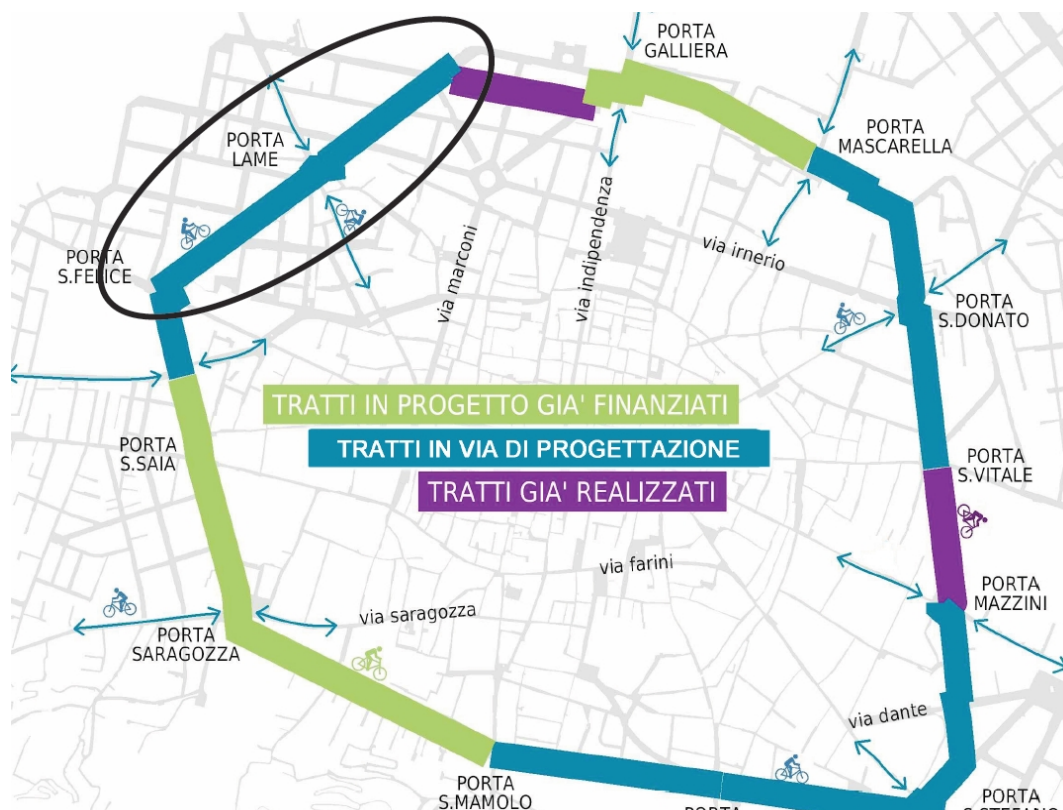 PORTA
GALLIERA
PORTA
LAME
PORTA
MASCARELLA
PORTA
S.FELICE
via marconi
via indipendenza
via irnerio
PORTA
S.DONATO
TRATTI IN PROGETTO GIA' FINANZIATI
TRATTI IN VIA DI PROGETTAZIONE
TRATTI GIA' REALIZZATI
PORTA
S.SAIA
PORTA
S.VITALE
via farini
PORTA
MAZZINI
via saragozza
PORTA
SARAGOZZA
via dante
PORTA
S.MAMOLO
PORTA